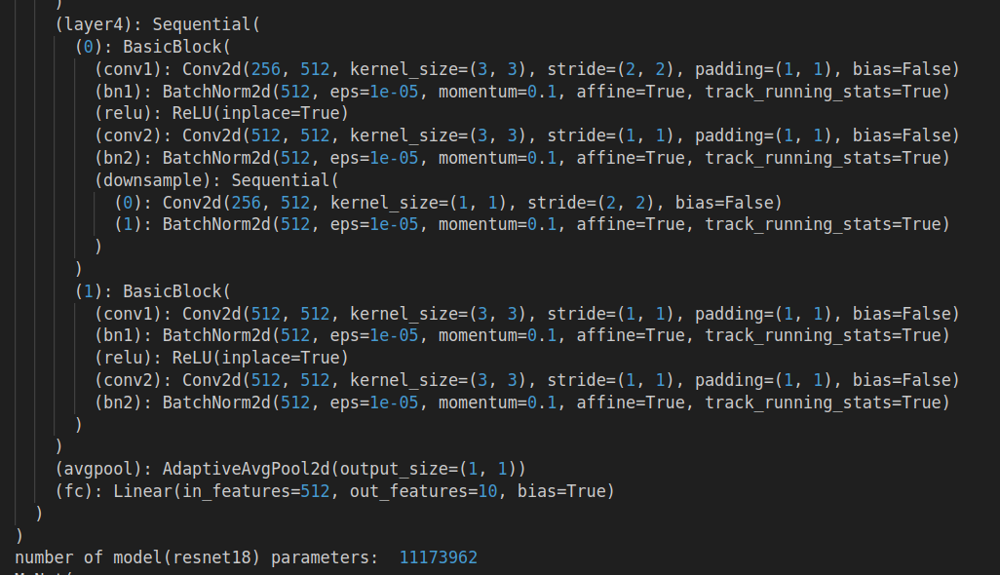 )
(layer4): Sequential(
(0): BasicBlock(
(conv1): Conv2d(256, 512, kernel_size=(3, 3), stride=(2, 2), padding=(1, 1), bias=False)
(bn1): BatchNorm2d(512, eps=1e-05, momentum=0.1, affine=True, track_running_stats=True)
(relu): ReLU(inplace=True)
(conv2): Conv2d(512, 512, kernel_size=(3, 3), stride=(1, 1), padding=(1, 1), bias=False)
(bn2): BatchNorm2d(512, eps=1e-05, momentum=0.1, affine=True, track_running_stats=True)
(downsample): Sequential(
(0): Conv2d(256, 512, kernel_size=(1, 1), stride=(2, 2), bias=False)
(1): BatchNorm2d(512, eps=1e-05, momentum=0.1, affine=True, track_running_stats=True)
)
)
(1): BasicBlock(
(conv1): Conv2d(512, 512, kernel_size=(3, 3), stride=(1, 1), padding=(1, 1), bias=False)
(bn1): BatchNorm2d(512, eps=1e-05, momentum=0.1, affine=True, track_running_stats=True)
(relu): ReLU(inplace=True)
(conv2): Conv2d(512, 512, kernel_size=(3, 3), stride=(1, 1), padding=(1, 1), bias=False)
(bn2): BatchNorm2d(512, eps=1e-05, momentum=0.1, affine=True, track_running_stats=True)
)
)
(avgpool): AdaptiveAvgPool2d(output_size=(1, 1))
(fc): Linear(in_features=512, out_features=10, bias=True)
)
)
number of model(resnet18) parameters:  11173962